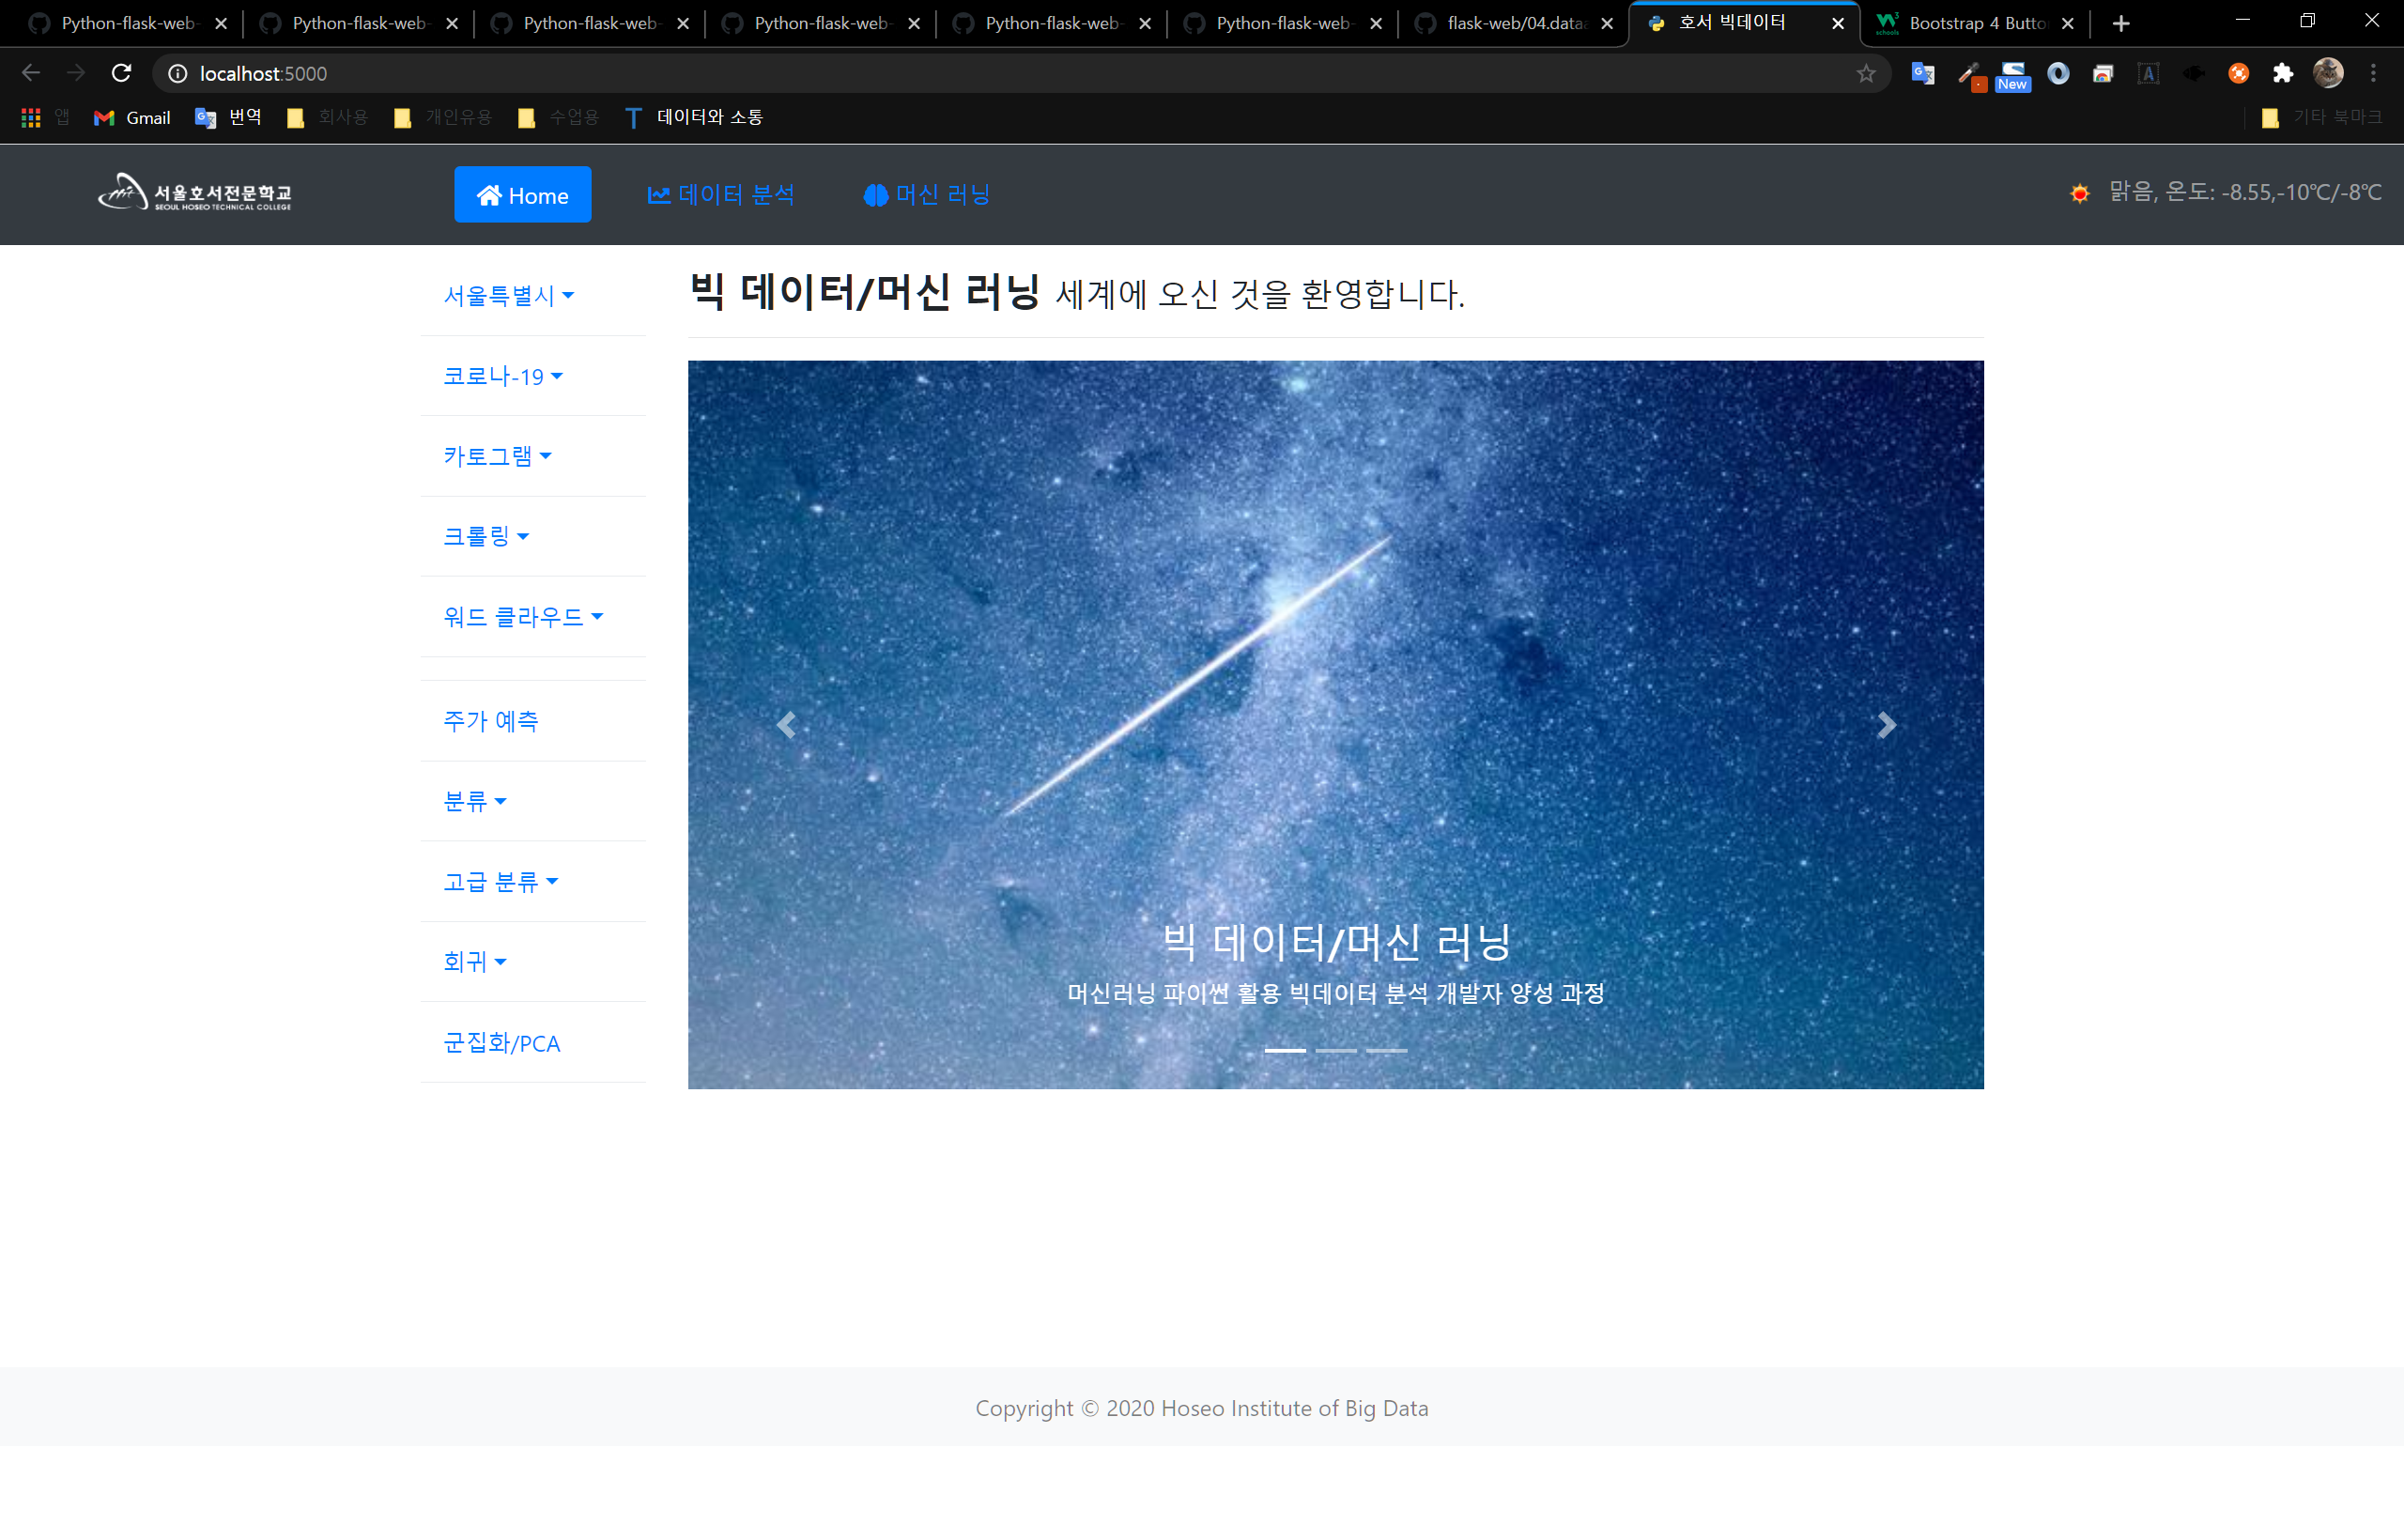 Python-flask-web- Python-flask-web- Python-flask-web- Python-flask-web- Python-flask-web- Python-flask-web- flask-web/04.data 호서 빅데이터 Bootstrap 4 Butto
localhost:5000
New
앱 Gmail 번역 회사용 개인유용 수업용 데이터와 소통 기타 북마크
서울호서전문학교
SEOUL HOSEO TECHNICAL COLLEGE
Home 데이터 분석 머신 러닝 맑음, 온도: -8.55,-10℃/-8℃
서울특별시
코로나-19
카토그램
크롤링
워드 클라우드
주가 예측
분류
고급 분류
회귀
군집화/PCA
빅 데이터/머신 러닝 세계에 오신 것을 환영합니다.
빅 데이터/머신 러닝
머신러닝 파이썬 활용 빅데이터 분석 개발자 양성 과정
Copyright © 2020 Hoseo Institute of Big Data